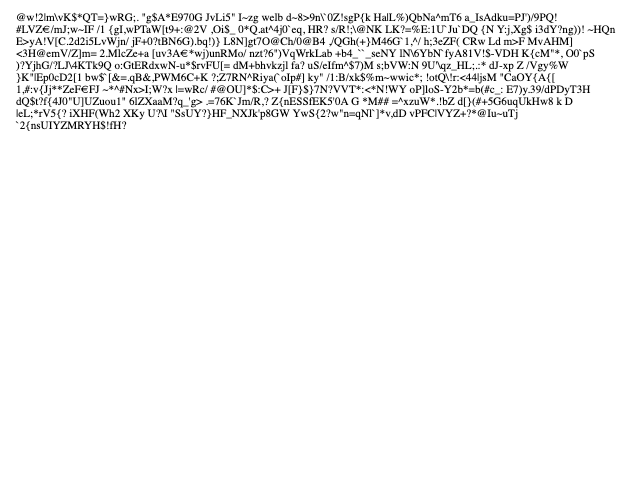 @w!2lm\vK$*QT=}wRG;. "g$A*E970G JvLi5" I~zg welb d~8>9n\`0Z!sgP{k HalL%)QbNa^mT6 a_IsAdku=PJ')/9PQ!
#LVZ€/mJ;w~IF /1 {gI,wPTaW[t9+:@2V ,Oi$_ 0*Q.at^4j0`eq, HR? s/R!;\@NK LK?=%E:1U`Ju`DQ {N Y:j,Xg$ i3dY?ng))! ~HQn
E>yA!V[C.2d2i5LvWjn/ jF+0?tBN6G).bq!)} L8N]gt7O@Ch/0@B4 ,/QGh(+}M46G`1,^/ h;3eZF( CRw Ld m>F MvAHM]
<3H@emV/Z]m= 2.MlcZe+a [uv3A€*wj)unRMo/ nzt?6")VqWrkLab +b4_``_seNY lN\6YbN`fyA81V!$-VDH K{cM"*, O0`pS
)?YjhG/?LJ\4KTk9Q o:GtERdxwN-u*$rvFU[= dM+bhvkzjI fa? uS/eIfm^$7)M s;bVW:N 9U^qz_HL;.:* dJ-xp Z /Vgy%W
}K"|Ep0cD2[1 bw$`[&=.qB&,PWM6C+K ?;Z7RN^Riya(`oIp#] ky" /1:B/xk$%m~wwic*; !otQ\!r:<44ljsM "CaOY{A{[
1,#:v{Jj**ZeF€FJ ~**^#Nx>I;W?x l=wRc/ #@OU]*$:C>+ J[F}$}7N?VVT*:<*N!WY oP]loS-Y2b*=b(#c_: E7)y.39/dPDyT3H
dQ$t?f{4J0"U]UZuou1" 6lZXaaM?q_'g> .=76K`Jm/R,? Z{nESSfEK5'0A G *M## =^xzuW*.!bZ d[}(#+5G6uqUkHw8 k D
|eL;*rV5{? iXHF(Wh2 XKy U?\I "SsUY?}HF_NXJk'p8GW YwS{2?w"n=qNl`]*v,dD vPFC|VYZ+?*@Iu~uTj
`2{nsUIYZMRYH$!fH?